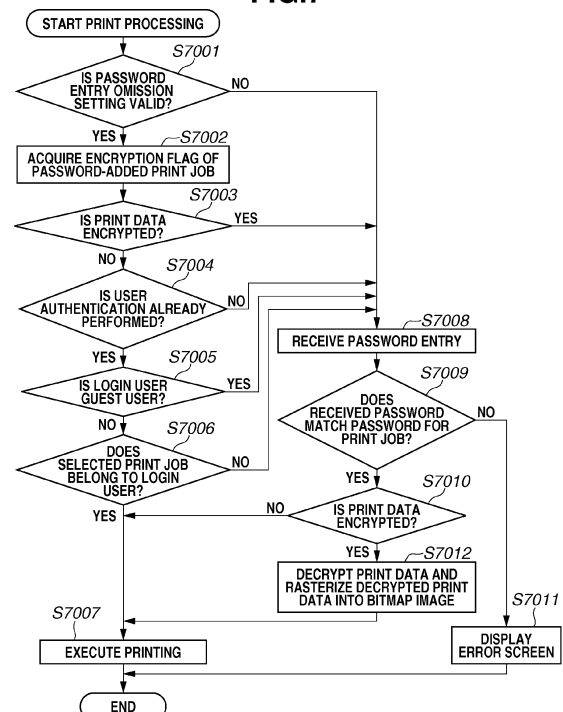 START PRINT PROCESSING
S7001
IS PASSWORD
ENTRY OMISSION
SETTING VALID?
NO
YES
S7002
ACQUIRE ENCRYPTION FLAG OF
PASSWORD-ADDED PRINT JOB
S7003
IS PRINT DATA
ENCRYPTED?
YES
NO
S7004
IS USER
AUTHENTICATION ALREADY
PERFORMED?
NO
YES
S7005
IS LOGIN USER
GUEST USER?
YES
NO
S7006
DOES
SELECTED PRINT JOB
BELONG TO LOGIN
USER?
NO
YES
S7008
RECEIVE PASSWORD ENTRY
S7009
DOES
RECEIVED PASSWORD
MATCH PASSWORD FOR
PRINT JOB?
NO
YES
S7010
IS PRINT DATA
ENCRYPTED?
NO
YES
S7012
DECRYPT PRINT DATA AND
RASTERIZE DECRYPTED PRINT
DATA INTO BITMAP IMAGE
S7011
DISPLAY
ERROR SCREEN
S7007
EXECUTE PRINTING
END